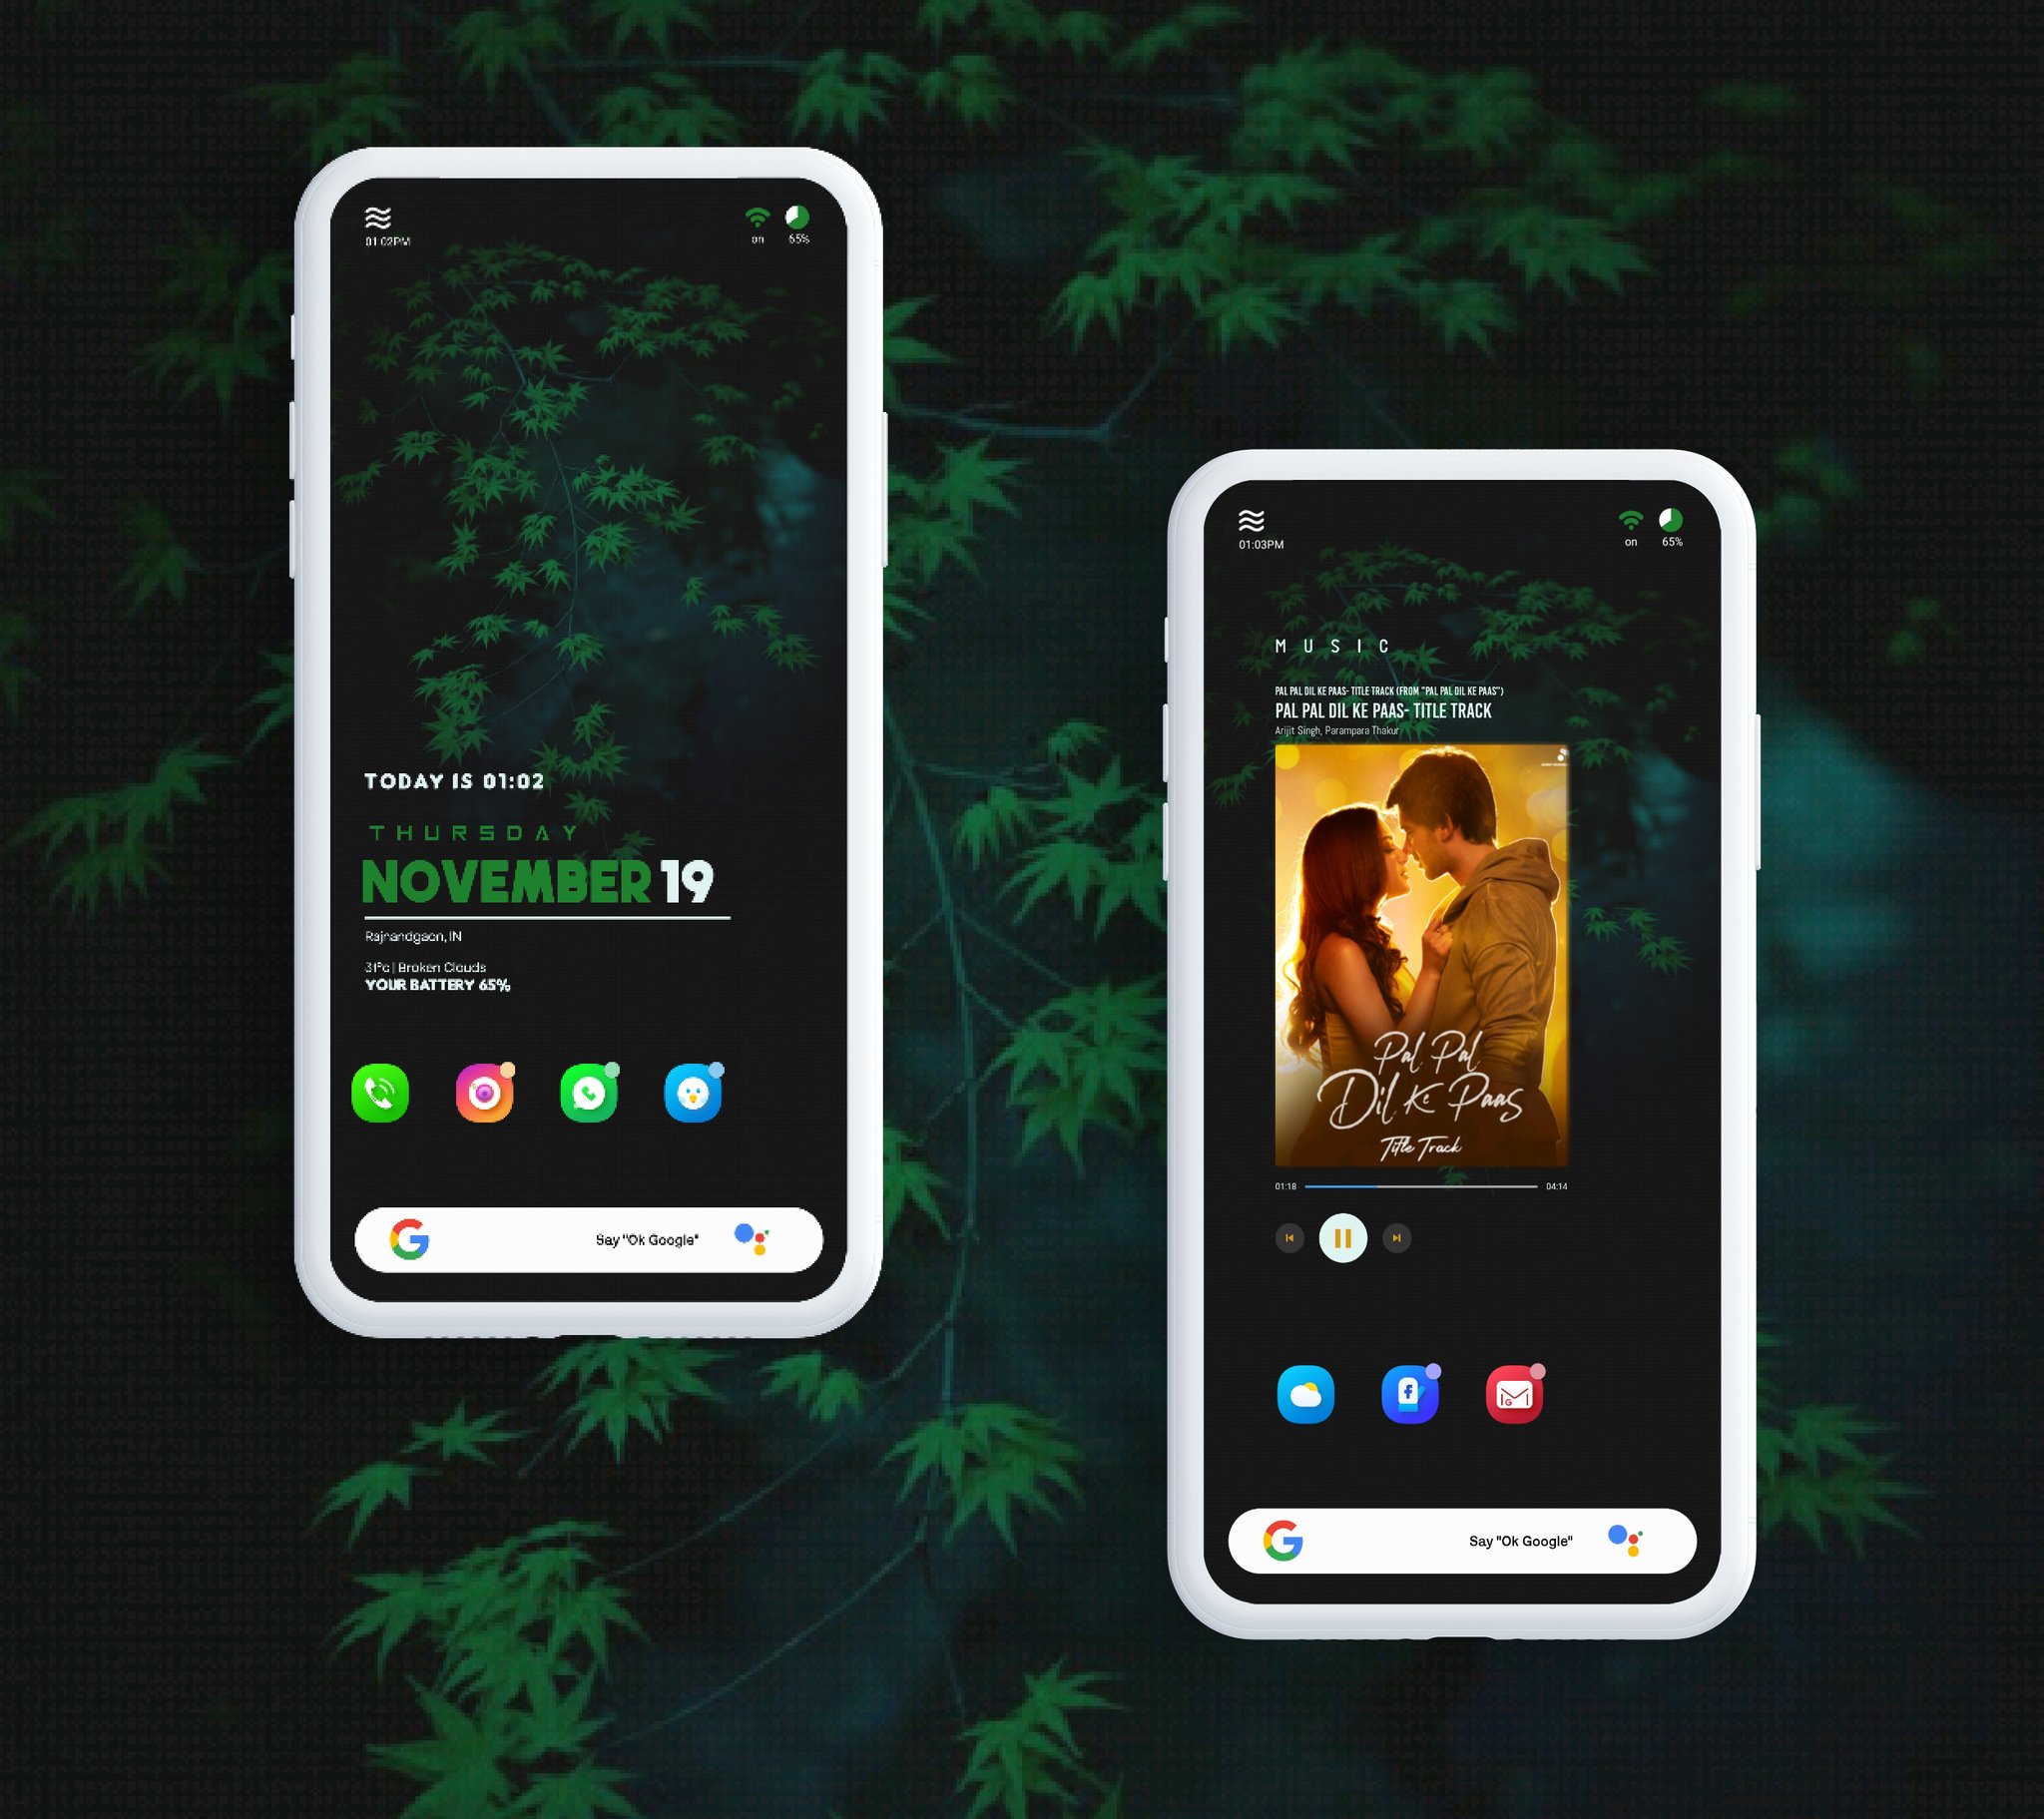 01:02PM
on 65%
TODAY IS 01:02
THURSDAY
NOVEMBER 19
Rajnandgaon, IN
31°c | Broken Clouds
YOUR BATTERY 65%
G Say "Ok Google"
01:03PM
on 65%
MUSIC
PAL PAL DIL KE PAAS- TITLE TRACK (FROM "PAL PAL DIL KE PAAS")
PAL PAL DIL KE PAAS- TITLE TRACK
Arijit Singh, Parampara Thakur
Pal Pal
Dil Ke Paas
Title Track
01:18 04:14
f G
G Say "Ok Google"